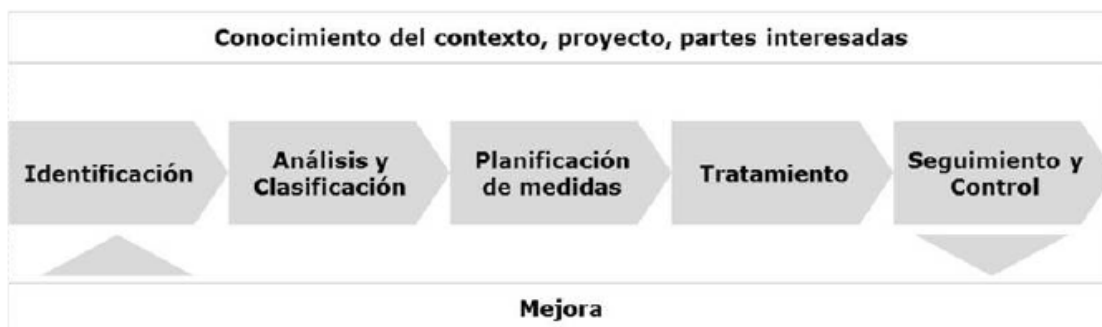 Conocimiento del contexto, proyecto, partes interesadas
Identificación
Análisis y
Clasificación
Planificación
de medidas
Tratamiento
Seguimiento y
Control
Mejora